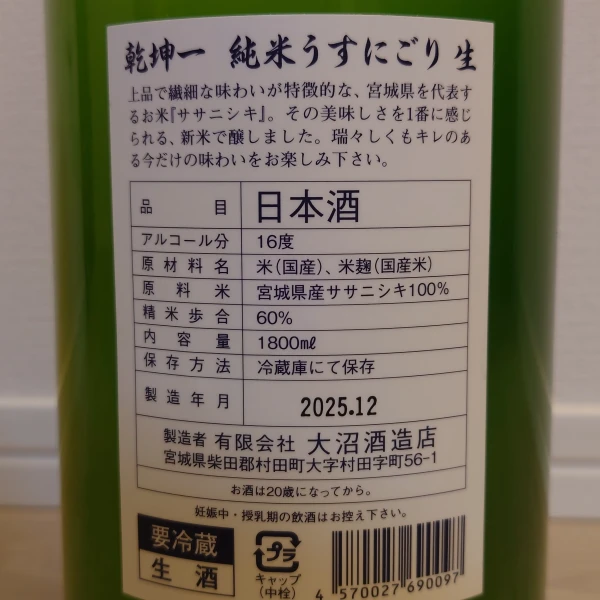 乾坤一 純米うすにごり 生
上品で繊細な味わいが特徴的な、宮城県を代表す
るお米『ササニシキ』。その美味しさを1番に感じ
られる、新米で醸しました。瑞々しくもキレのあ
る今だけの味わいをお楽しみ下さい。
品目 日本酒
アルコール分 16度
原材料名 米(国産)、米麹(国産米)
原料米 宮城県産ササニシキ100%
精米歩合 60%
内容量 1800mℓ
保存方法 冷蔵庫にて保存
製造年月 2025.12
製造者 有限会社 大沼酒造店
宮城県柴田郡村田町大字村田字町56-1
お酒は20歳になってから。
妊娠中・授乳期の飲酒はお控え下さい。
要冷蔵
生酒
プラ
キャップ
(中栓)
4 570027 690097